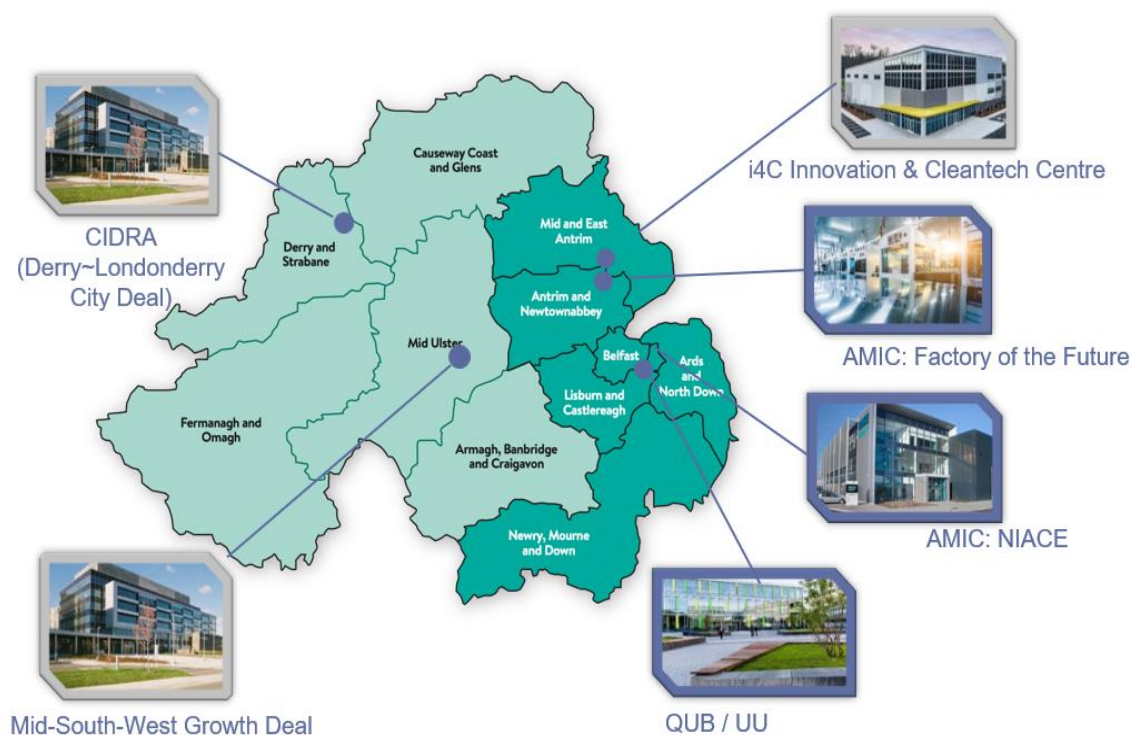 i4C Innovation & Cleantech Centre
Causeway Coast
and Glens
CIDRA
(Derry~Londonderry
City Deal)
Derry and
Strabane
Mid and East
Antrim
Antrim and
Newtownabbey
AMIC: Factory of the Future
Mid Ulster
Belfast
Ards
and
North Down
Lisburn and
Castlereagh
Fermanagh and
Omagh
Armagh, Banbridge
and Craigavon
AMIC: NIACE
Newry, Mourne
and Down
Mid-South-West Growth Deal
QUB / UU